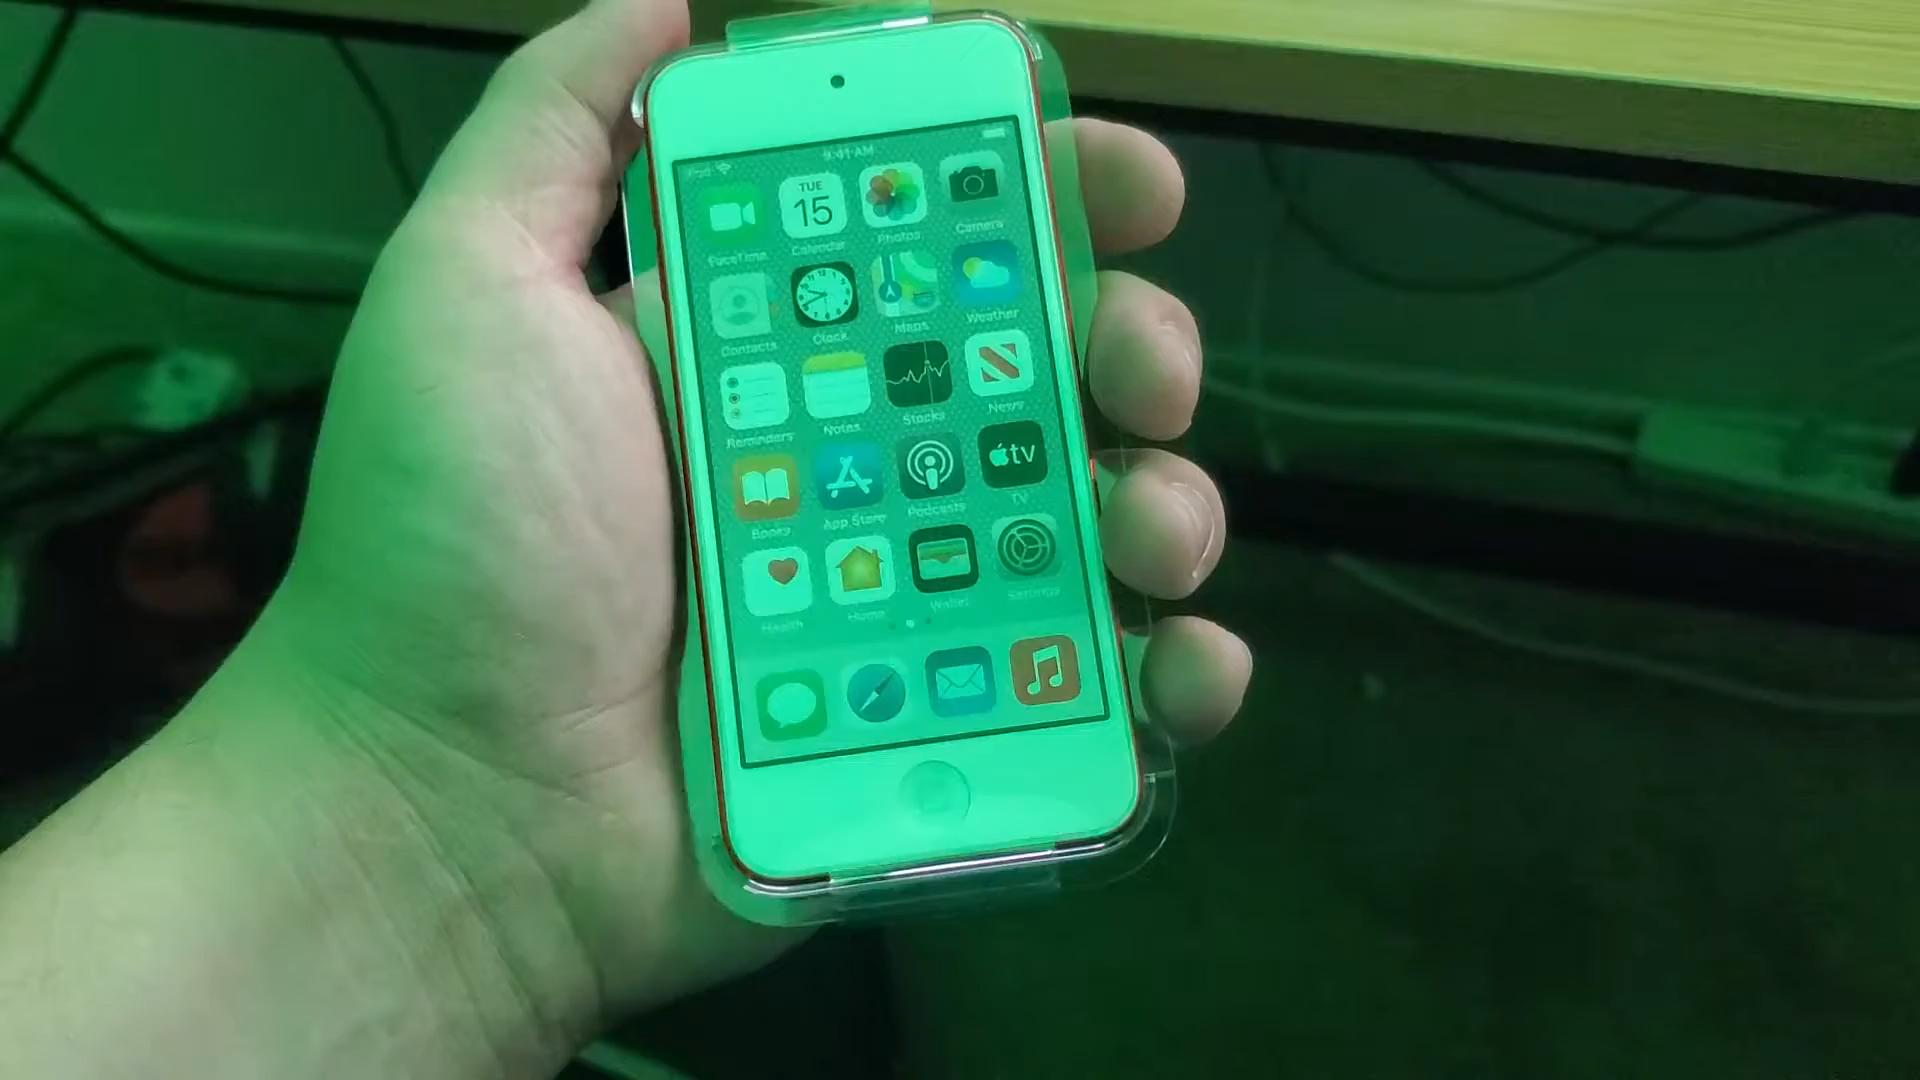 iPod 9:41 AM
TUE
15
FaceTime Calendar Photos Camera
Contacts Clock Maps Weather
Reminders Notes Stocks News
tv
Books App Store Podcasts TV
Health Home Wallet Settings